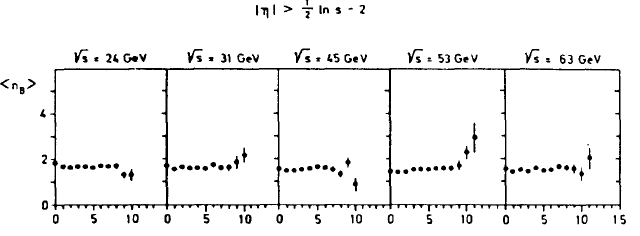 |η| > 1/2 ln s - 2
√s = 24 GeV √s = 31 GeV √s = 45 GeV √s = 53 GeV √s = 63 GeV
<nB>
4
2
0
0 5 10 0 5 10 0 5 10 0 5 10 0 5 10 15